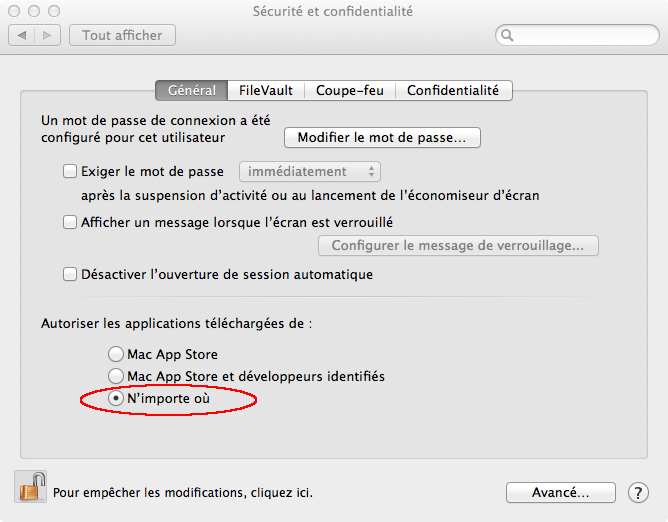 Sécurité et confidentialité
Tout afficher
Général FileVault Coupe-feu Confidentialité
Un mot de passe de connexion a été
configuré pour cet utilisateur Modifier le mot de passe...
Exiger le mot de passe immédiatement
après la suspension d'activité ou au lancement de l'économiseur d'écran
Afficher un message lorsque l'écran est verrouillé
Configurer le message de verrouillage...
Désactiver l'ouverture de session automatique
Autoriser les applications téléchargées de :
Mac App Store
Mac App Store et développeurs identifiés
N'importe où
Pour empêcher les modifications, cliquez ici. Avancé... ?